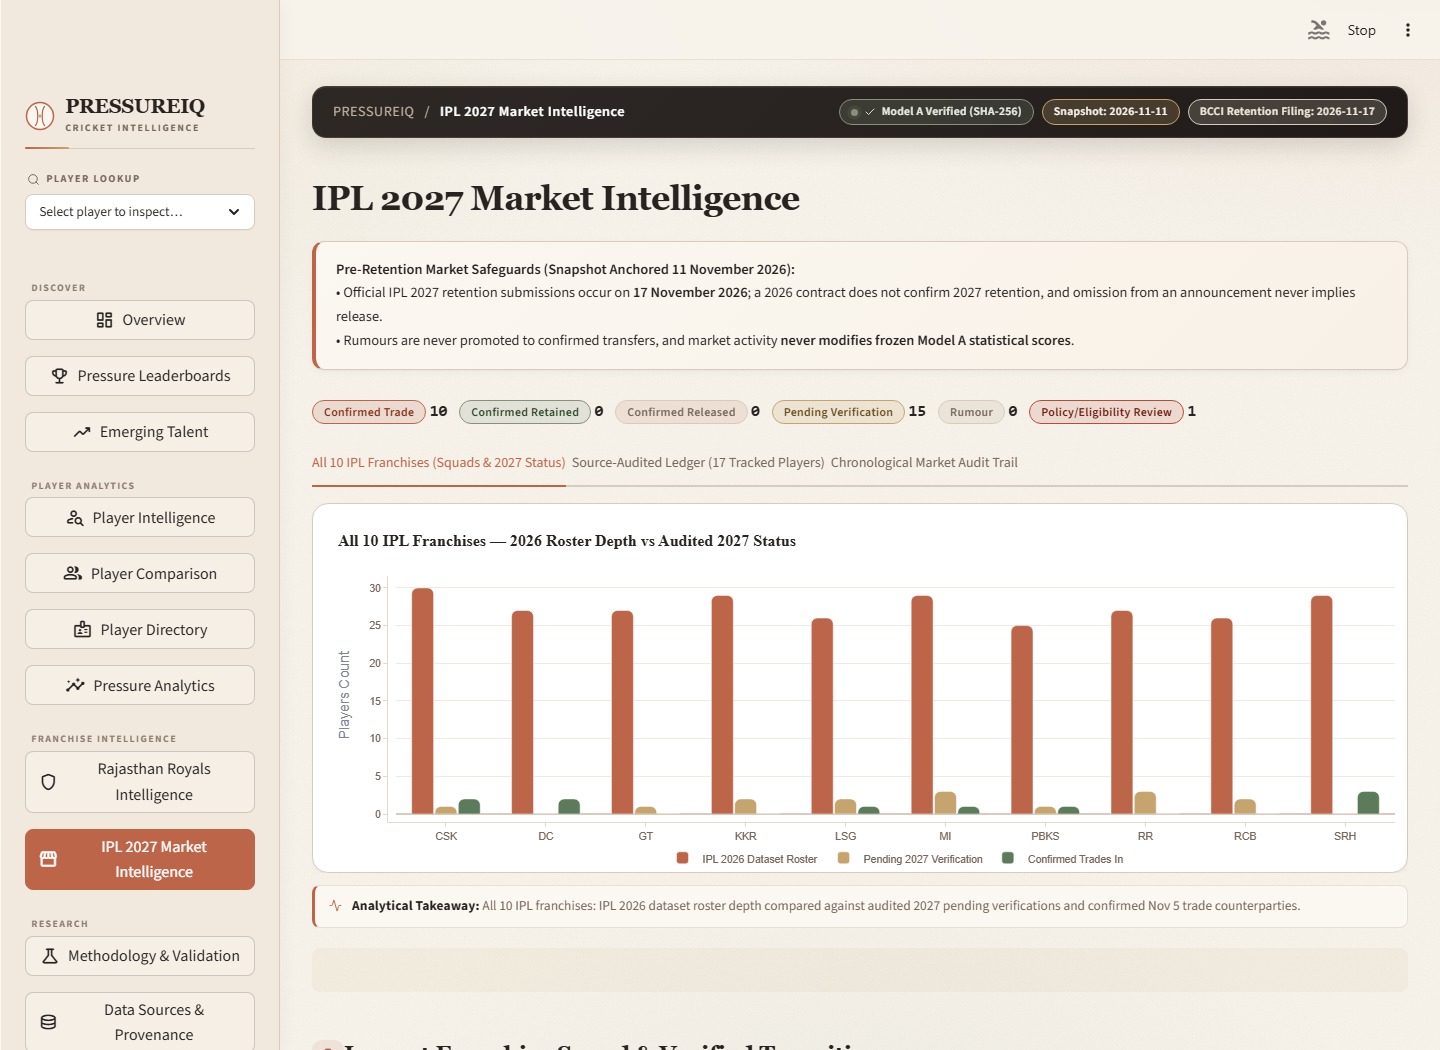 Stop
PRESSUREIQ
CRICKET INTELLIGENCE
PLAYER LOOKUP
Select player to inspect...
DISCOVER
Overview
Pressure Leaderboards
Emerging Talent
PLAYER ANALYTICS
Player Intelligence
Player Comparison
Player Directory
Pressure Analytics
FRANCHISE INTELLIGENCE
Rajasthan Royals
Intelligence
IPL 2027 Market
Intelligence
RESEARCH
Methodology & Validation
Data Sources &
Provenance
PRESSUREIQ / IPL 2027 Market Intelligence
Model A Verified (SHA-256)
Snapshot: 2026-11-11
BCCI Retention Filing: 2026-11-17
IPL 2027 Market Intelligence
Pre-Retention Market Safeguards (Snapshot Anchored 11 November 2026):
• Official IPL 2027 retention submissions occur on 17 November 2026; a 2026 contract does not confirm 2027 retention, and omission from an announcement never implies
release.
• Rumours are never promoted to confirmed transfers, and market activity never modifies frozen Model A statistical scores.
Confirmed Trade 10 Confirmed Retained 0 Confirmed Released 0 Pending Verification 15 Rumour 0 Policy/Eligibility Review 1
All 10 IPL Franchises (Squads & 2027 Status) Source-Audited Ledger (17 Tracked Players) Chronological Market Audit Trail
All 10 IPL Franchises — 2026 Roster Depth vs Audited 2027 Status
Players Count
30
25
20
15
10
5
0
CSK DC GT KKR LSG MI PBKS RR RCB SRH
IPL 2026 Dataset Roster Pending 2027 Verification Confirmed Trades In
Analytical Takeaway: All 10 IPL franchises: IPL 2026 dataset roster depth compared against audited 2027 pending verifications and confirmed Nov 5 trade counterparties.